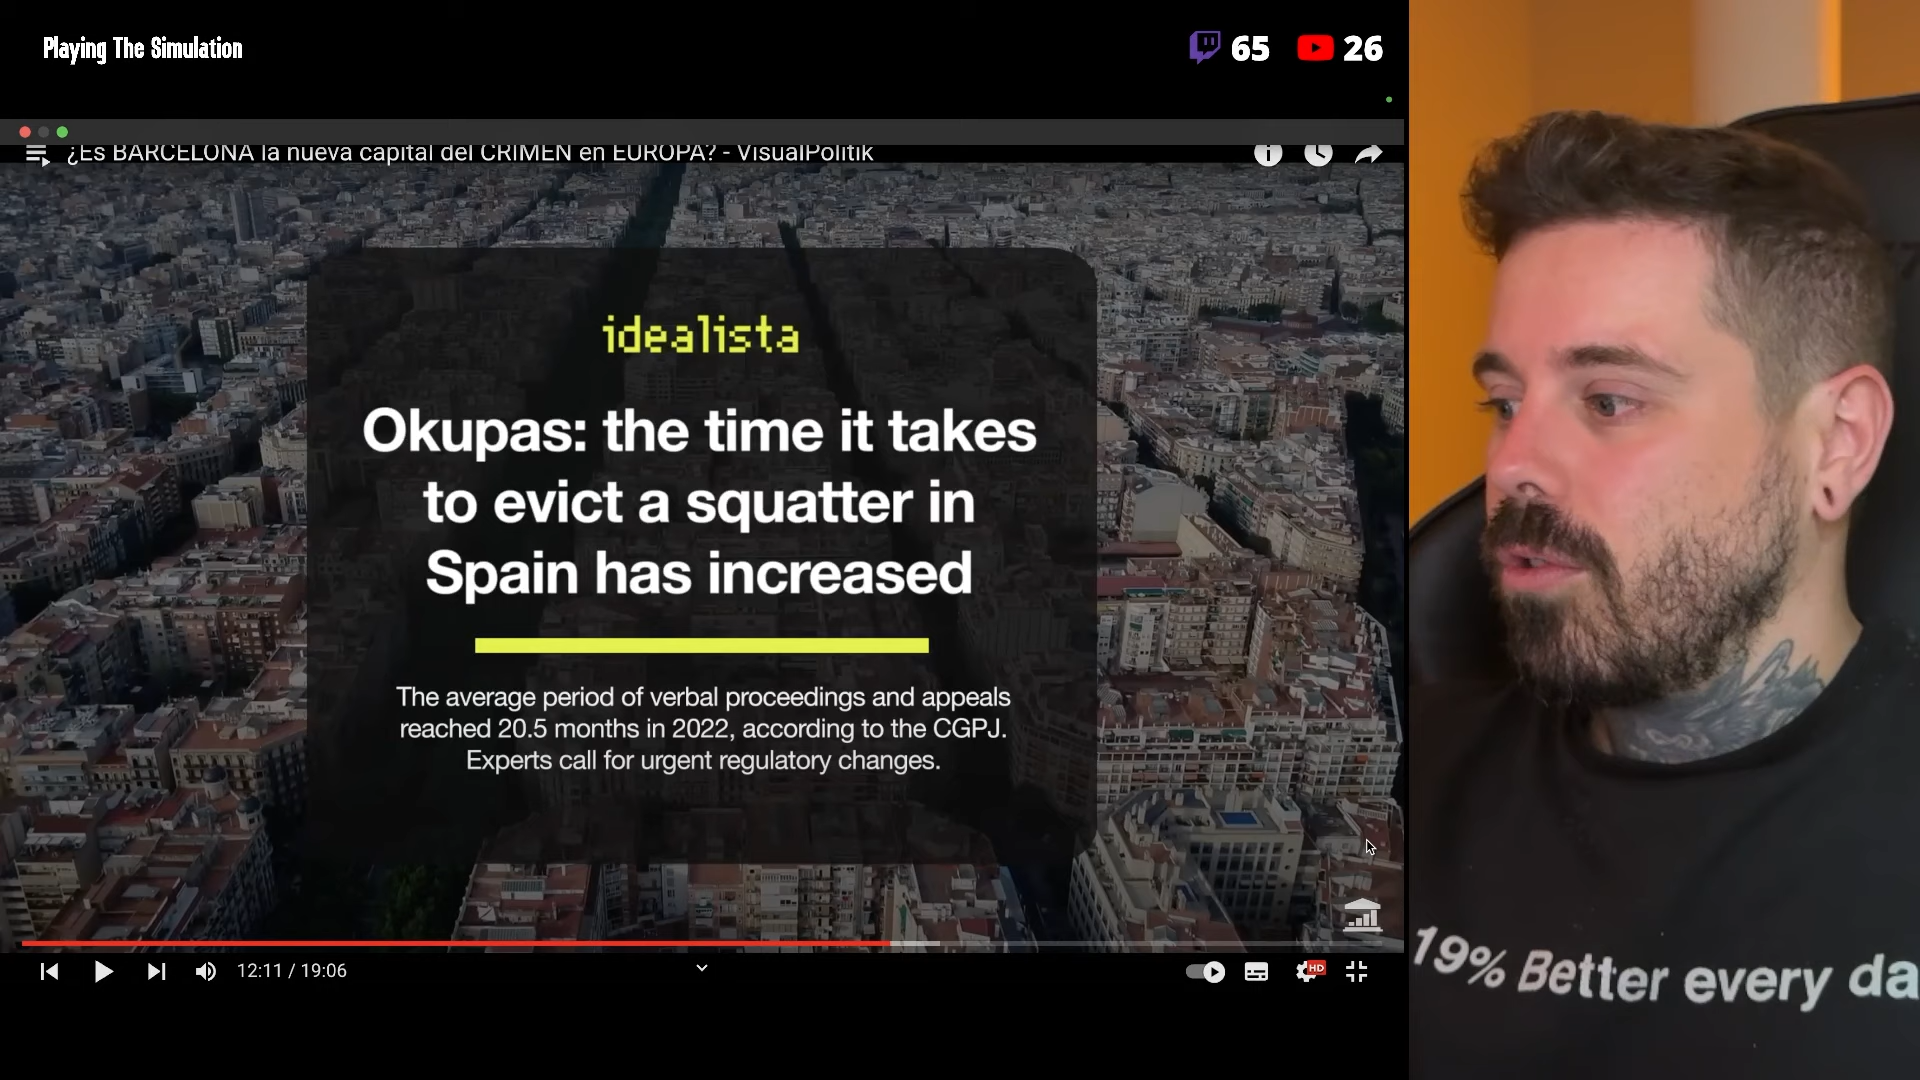 Playing The Simulation
65
26
¿Es BARCELONA la nueva capital del CRIMEN en EUROPA? - VisualPolitik
idealista
Okupas: the time it takes
to evict a squatter in
Spain has increased
The average period of verbal proceedings and appeals
reached 20.5 months in 2022, according to the CGPJ.
Experts call for urgent regulatory changes.
12:11 / 19:06
HD
19% Better every da